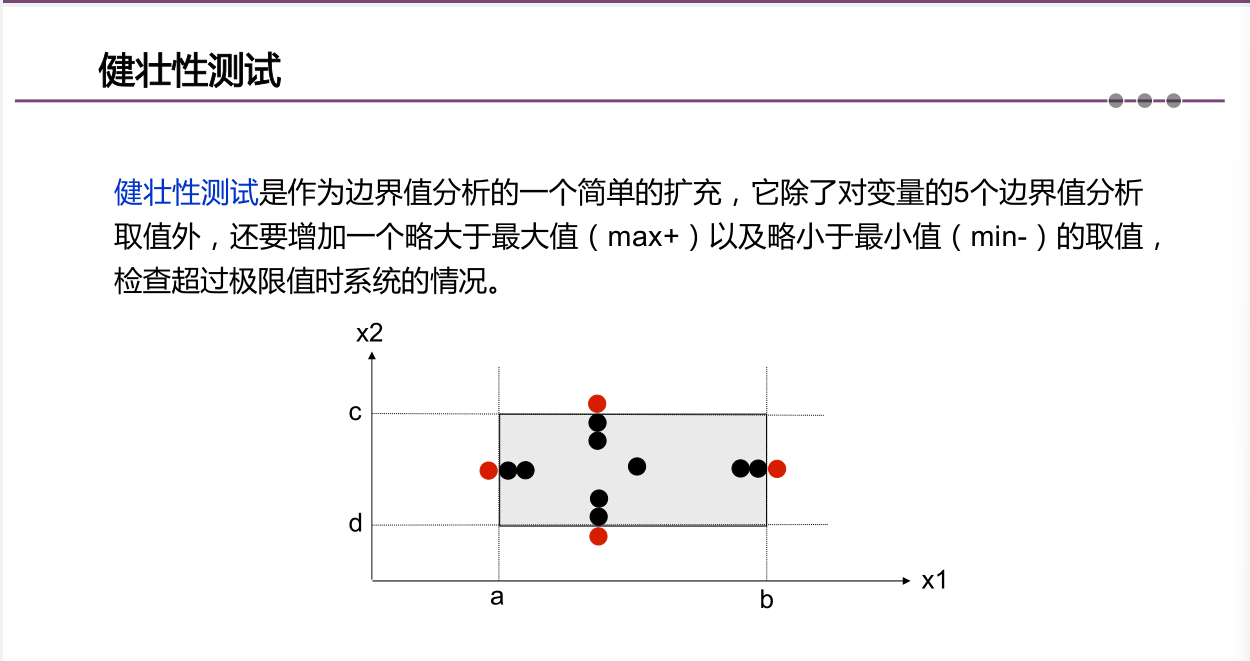 健壮性测试
健壮性测试是作为边界值分析的一个简单的扩充，它除了对变量的5个边界值分析
取值外，还要增加一个略大于最大值（max+）以及略小于最小值（min-）的取值，
检查超过极限值时系统的情况。
x2
c
d
x1
a
b